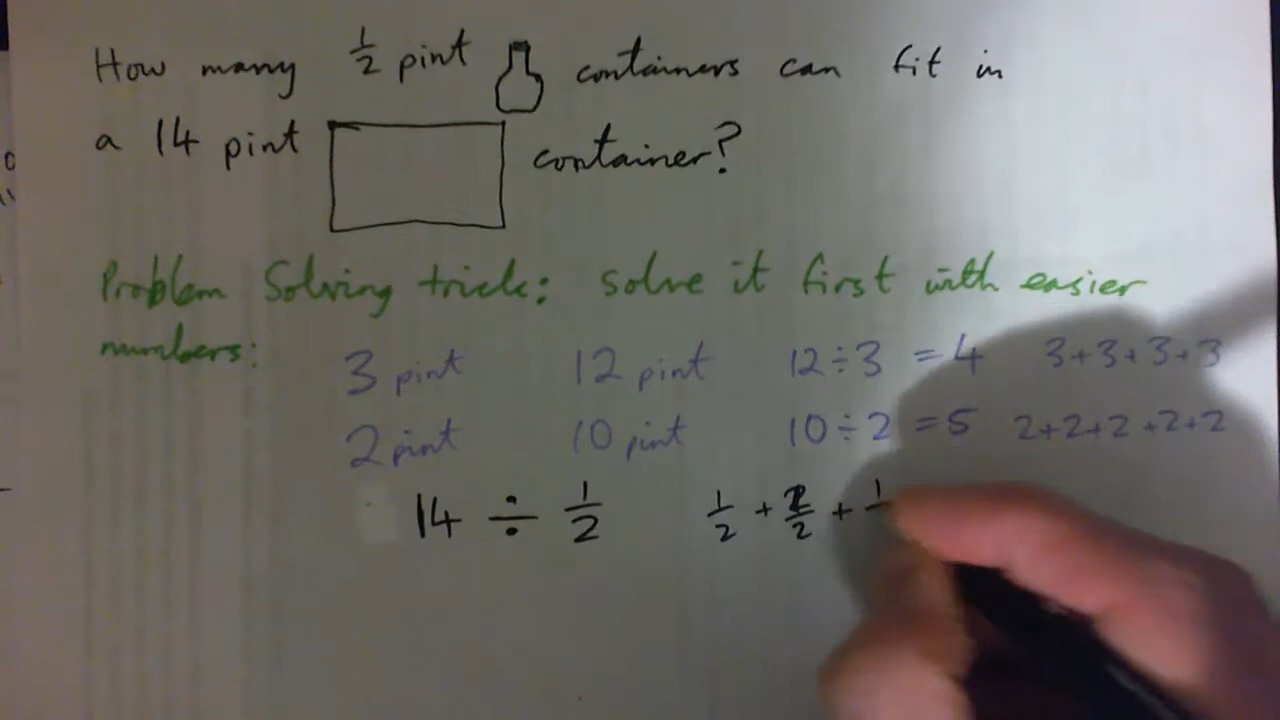 How many 1/2 pint containers can fit in
a 14 pint container?
Problem Solving trick: solve it first with easier
numbers:
3 pint 12 pint 12÷3 = 4 3+3+3+3
2 pint 10 pint 10÷2 = 5 2+2+2+2+2
14 ÷ 1/2 1/2 + 1/2 + 1